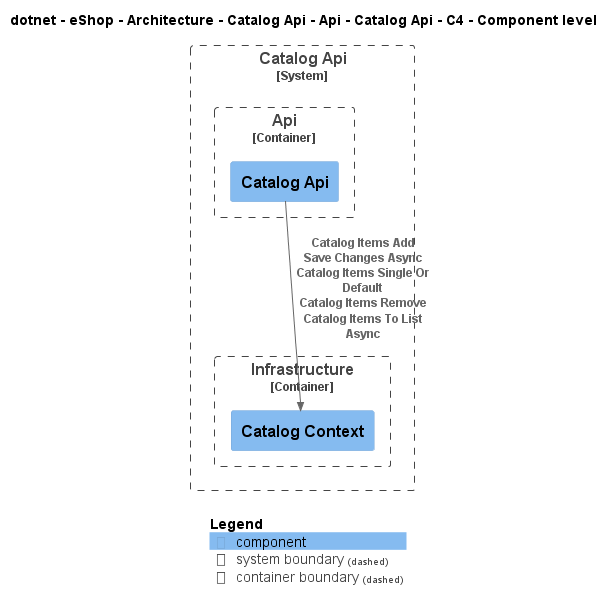 dotnet - eShop - Architecture - Catalog Api - Api - Catalog Api - C4 - Component level
Catalog Api
[System]
Api
[Container]
Catalog Api
Catalog Items Add
Save Changes Async
Catalog Items Single Or
Default
Catalog Items Remove
Catalog Items To List
Async
Infrastructure
[Container]
Catalog Context
Legend
component
system boundary (dashed)
container boundary (dashed)